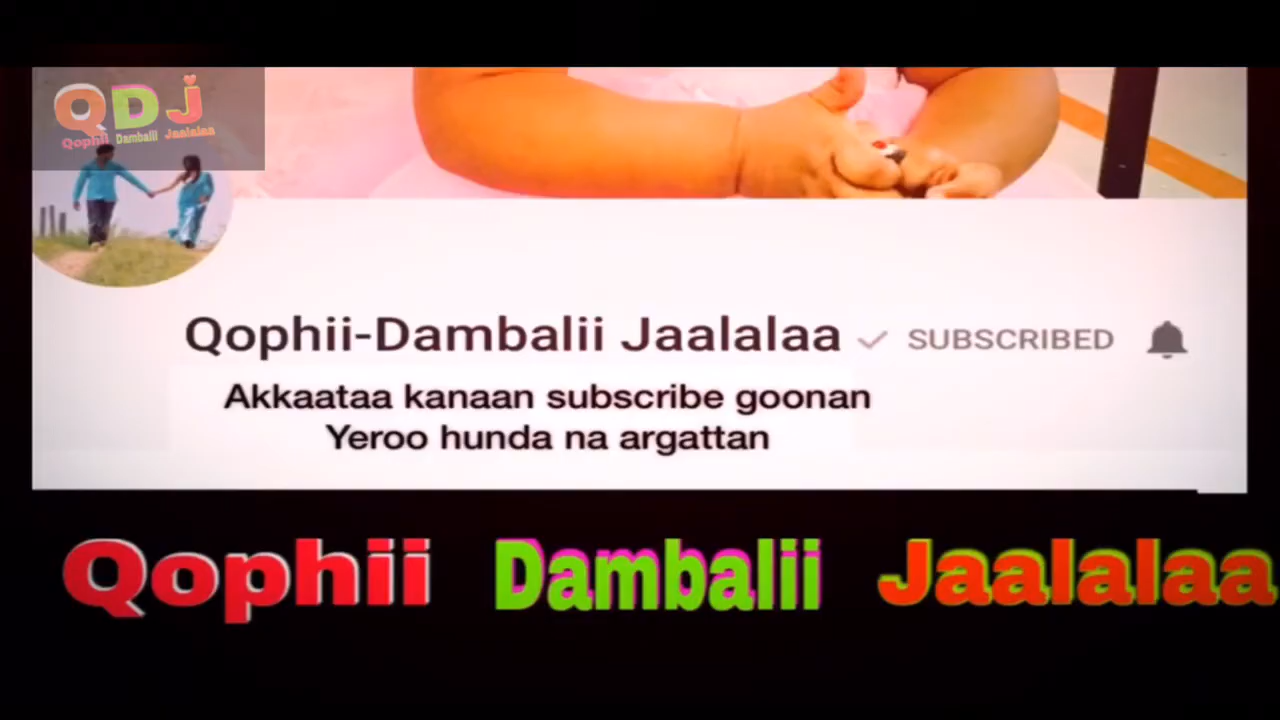 QDJ
Qophii Dambalii Jaalalaa
Qophii-Dambalii Jaalalaa SUBSCRIBED
Akkaataa kanaan subscribe goonan
Yeroo hunda na argattan
Qophii Dambalii Jaalalaa